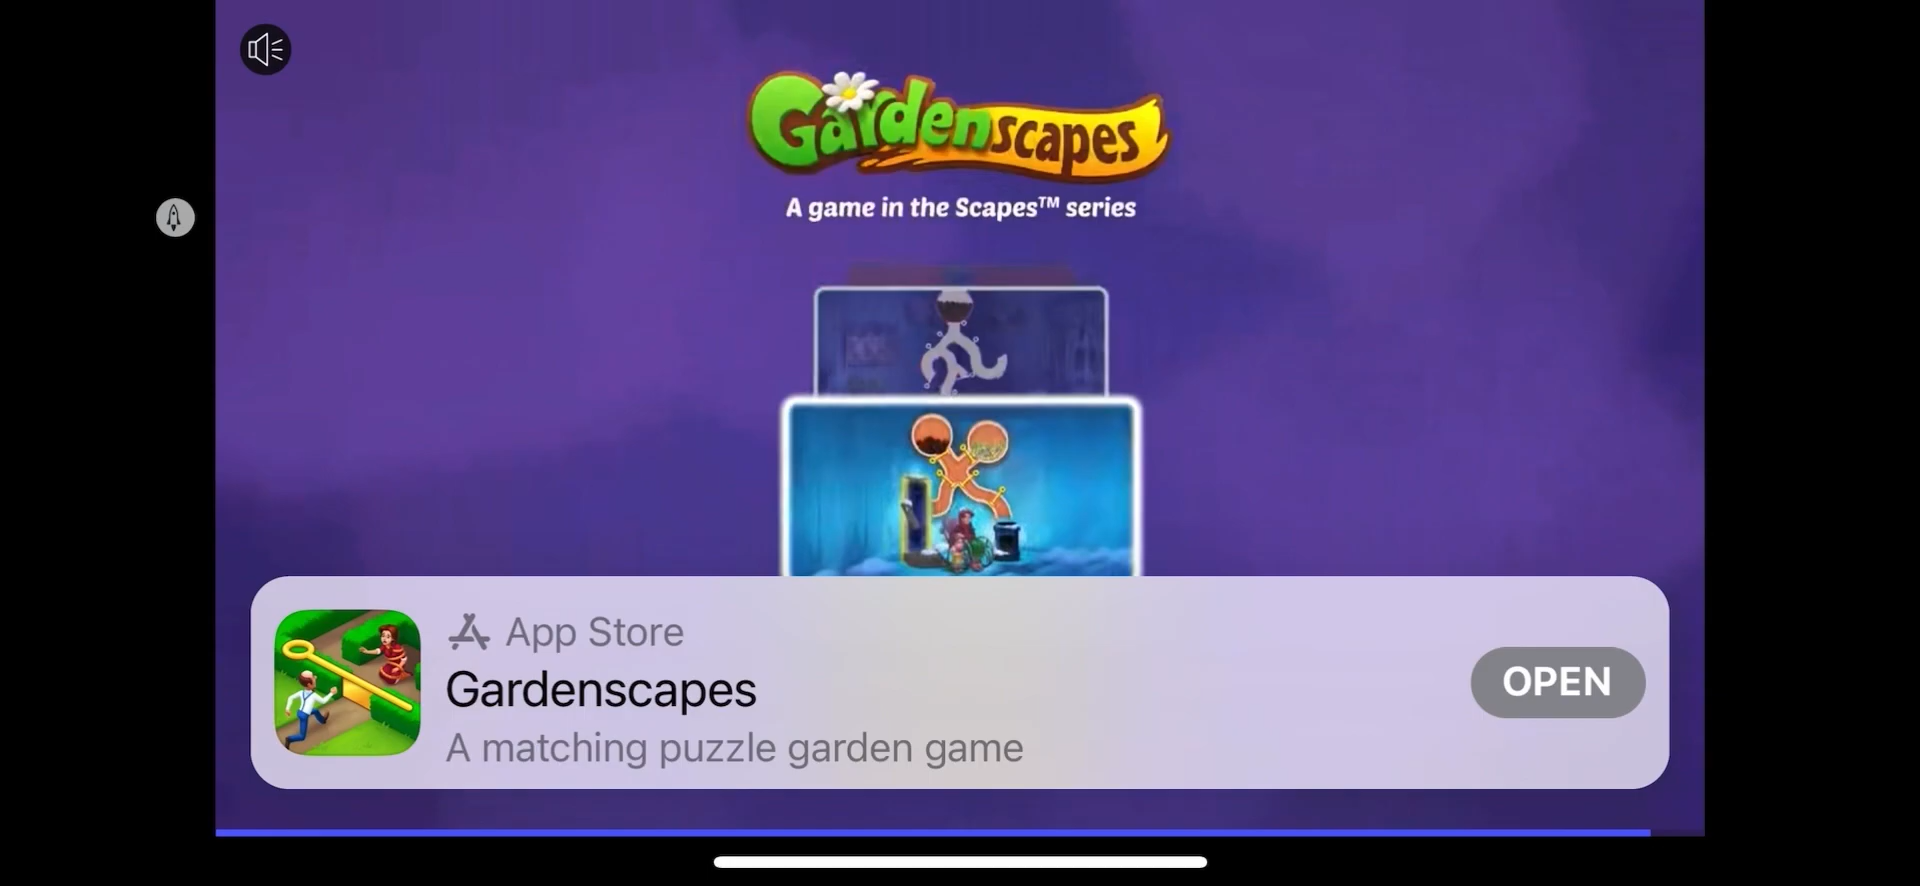 Gardenscapes
A game in the Scapes™ series
App Store
Gardenscapes
A matching puzzle garden game
OPEN